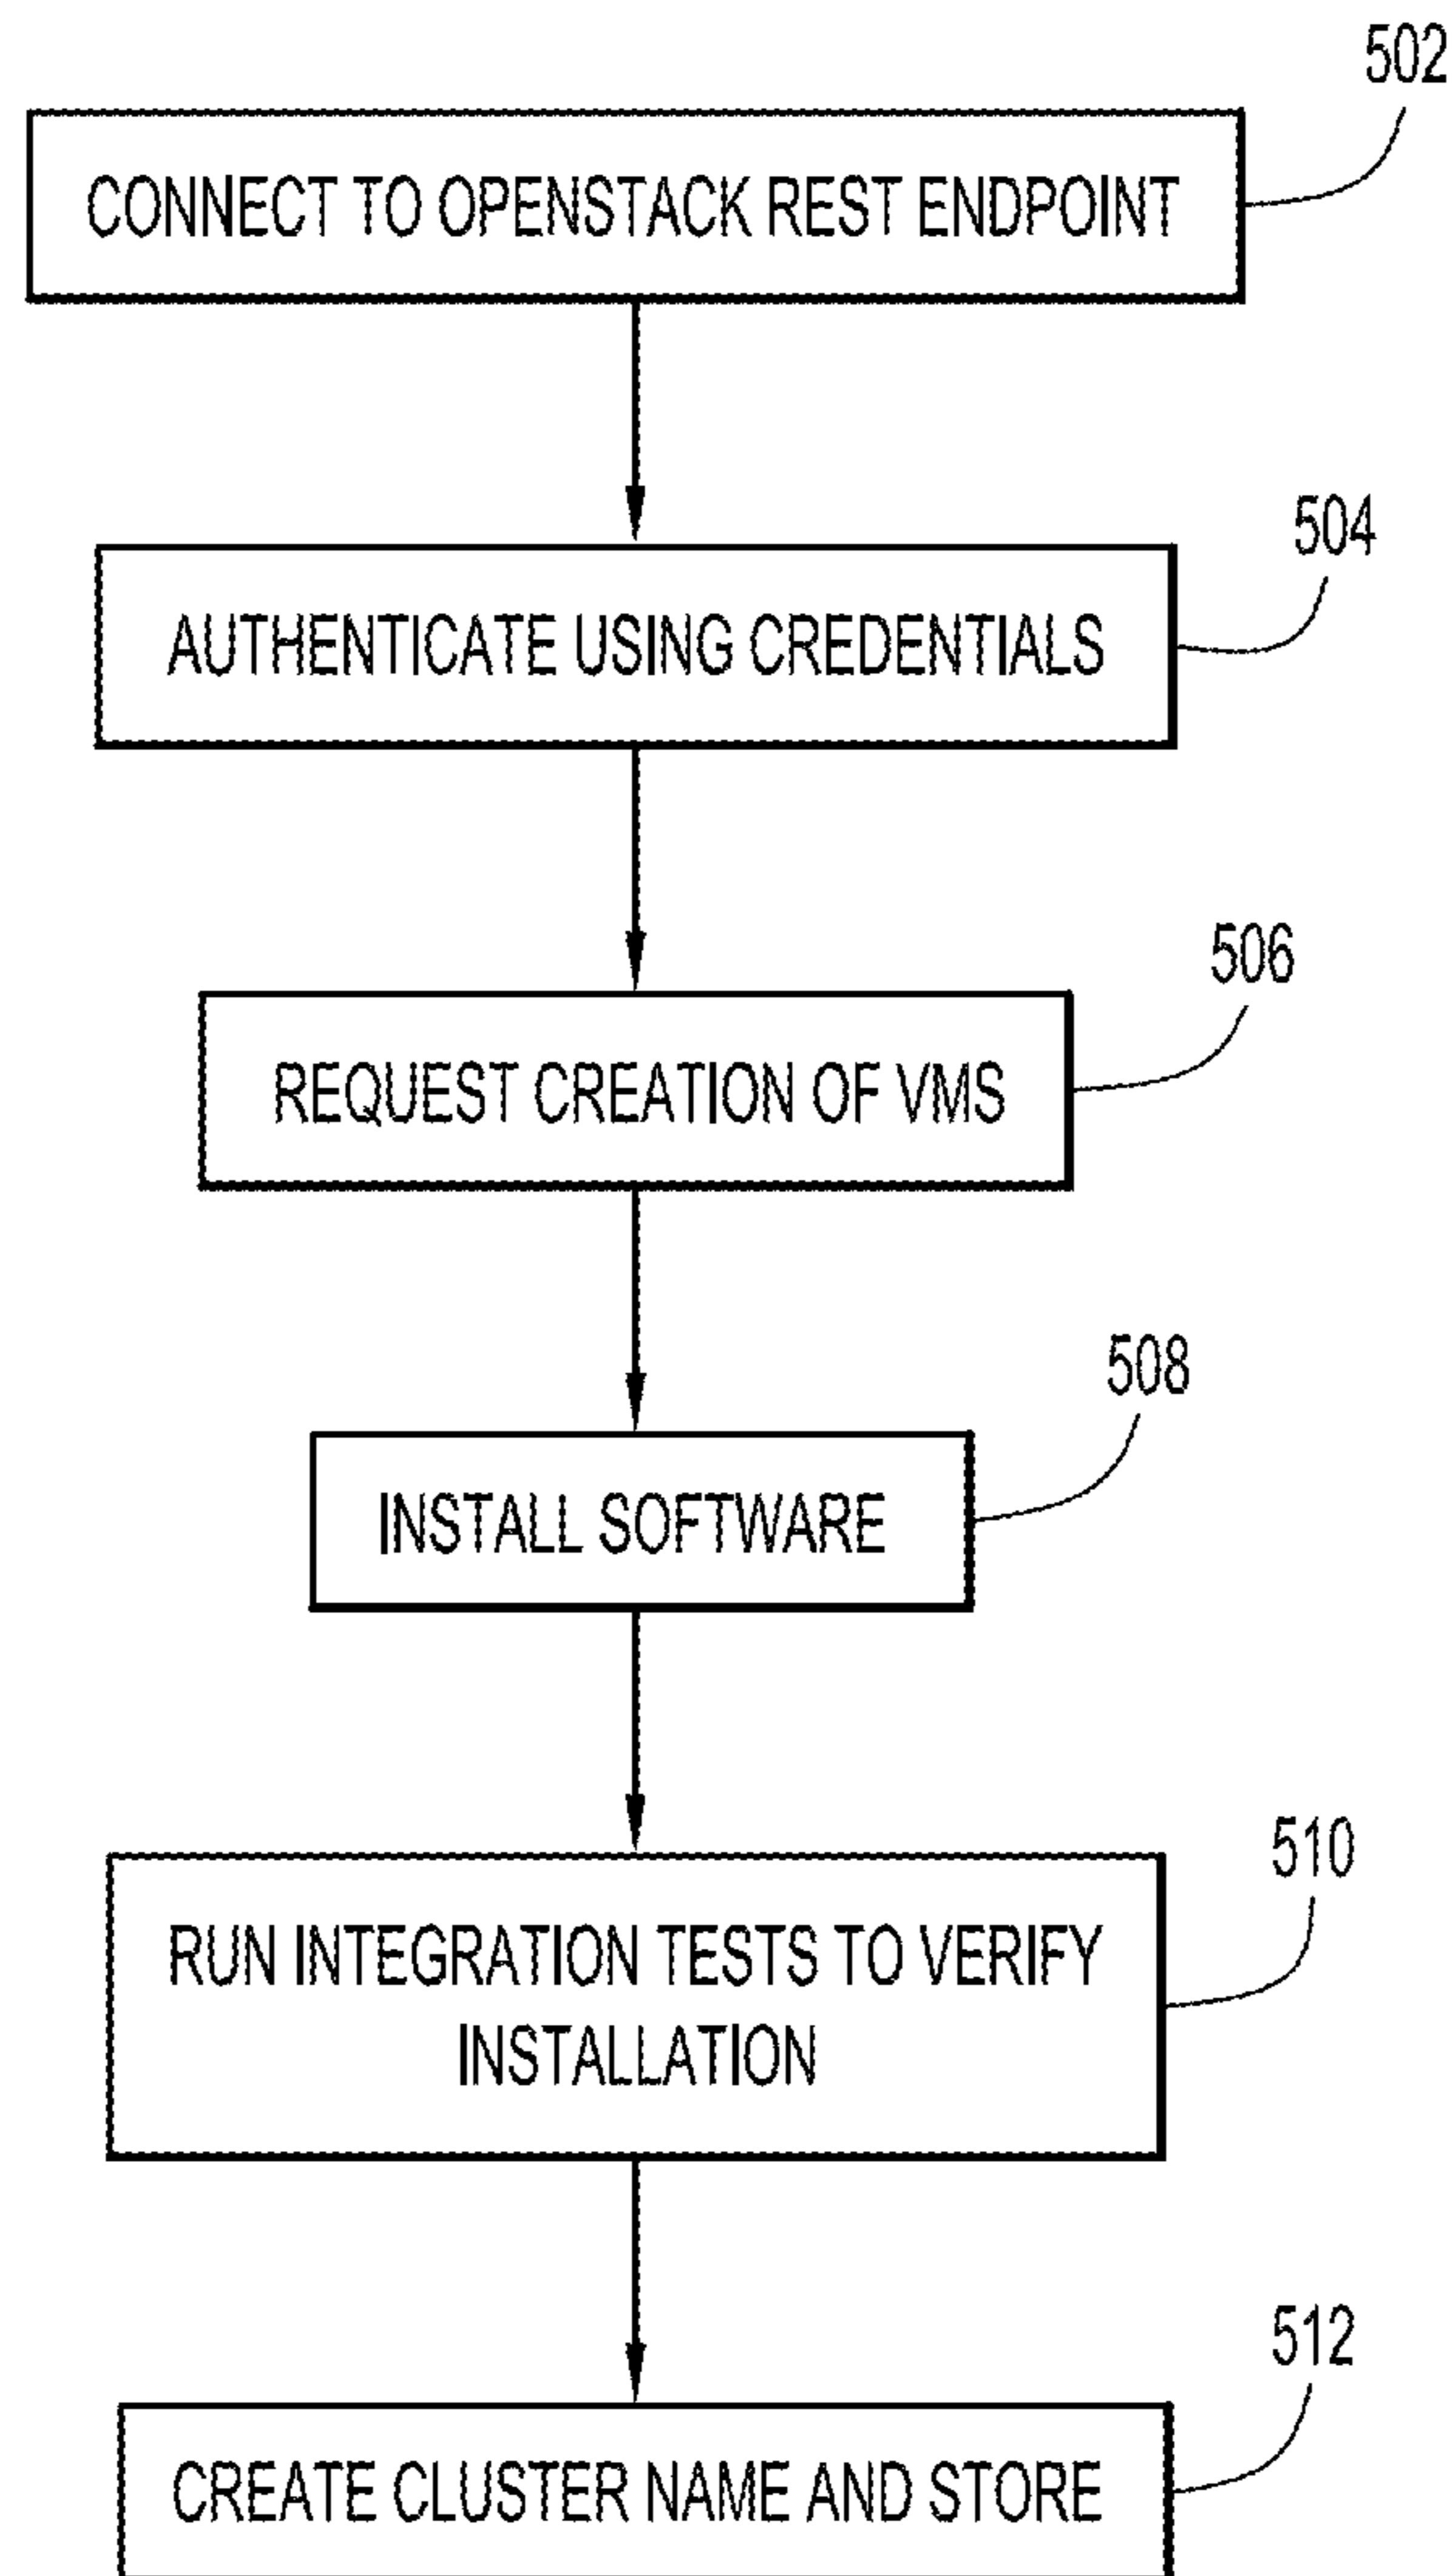 502
CONNECT TO OPENSTACK REST ENDPOINT
504
AUTHENTICATE USING CREDENTIALS
506
REQUEST CREATION OF VMS
508
INSTALL SOFTWARE
510
RUN INTEGRATION TESTS TO VERIFY
INSTALLATION
512
CREATE CLUSTER NAME AND STORE